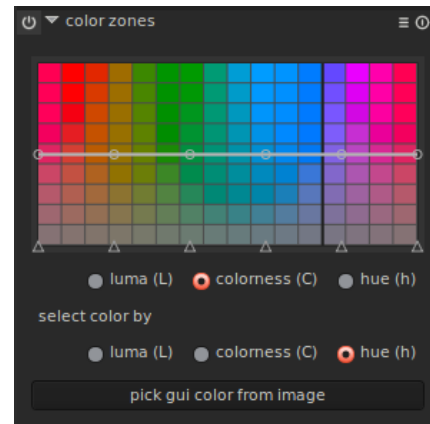 color zones
luma (L) colorness (C) hue (h)
select color by
luma (L) colorness (C) hue (h)
pick gui color from image